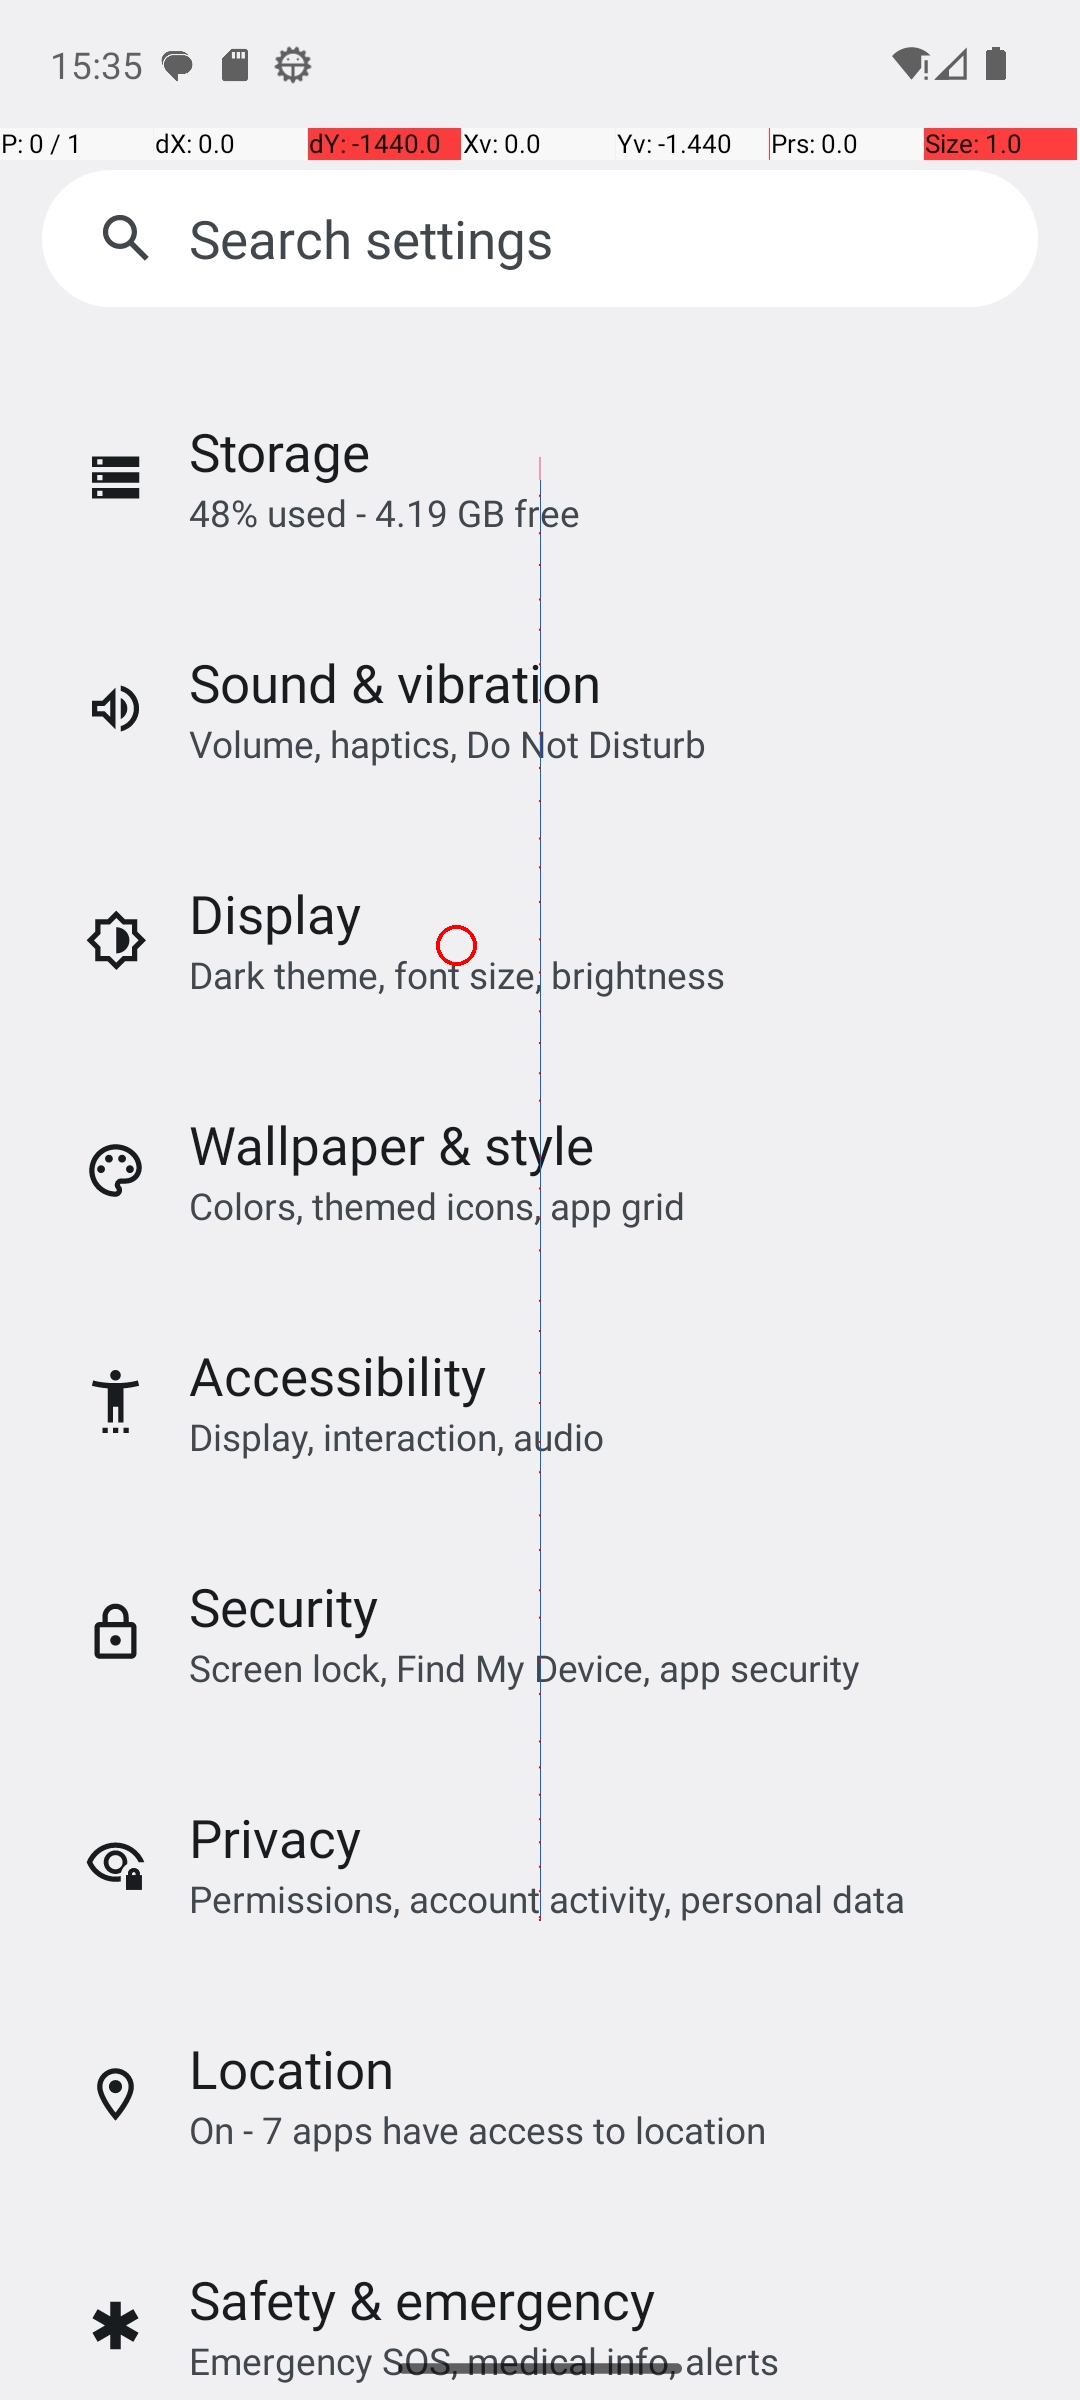 15:35
P: 0 / 1 dX: 0.0 dY: -1440.0 Xv: 0.0 Yv: -1.440 Prs: 0.0 Size: 1.0
Search settings
Storage
48% used - 4.19 GB free
Sound & vibration
Volume, haptics, Do Not Disturb
Display
Dark theme, font size, brightness
Wallpaper & style
Colors, themed icons, app grid
Accessibility
Display, interaction, audio
Security
Screen lock, Find My Device, app security
Privacy
Permissions, account activity, personal data
Location
On - 7 apps have access to location
Safety & emergency
Emergency SOS, medical info, alerts